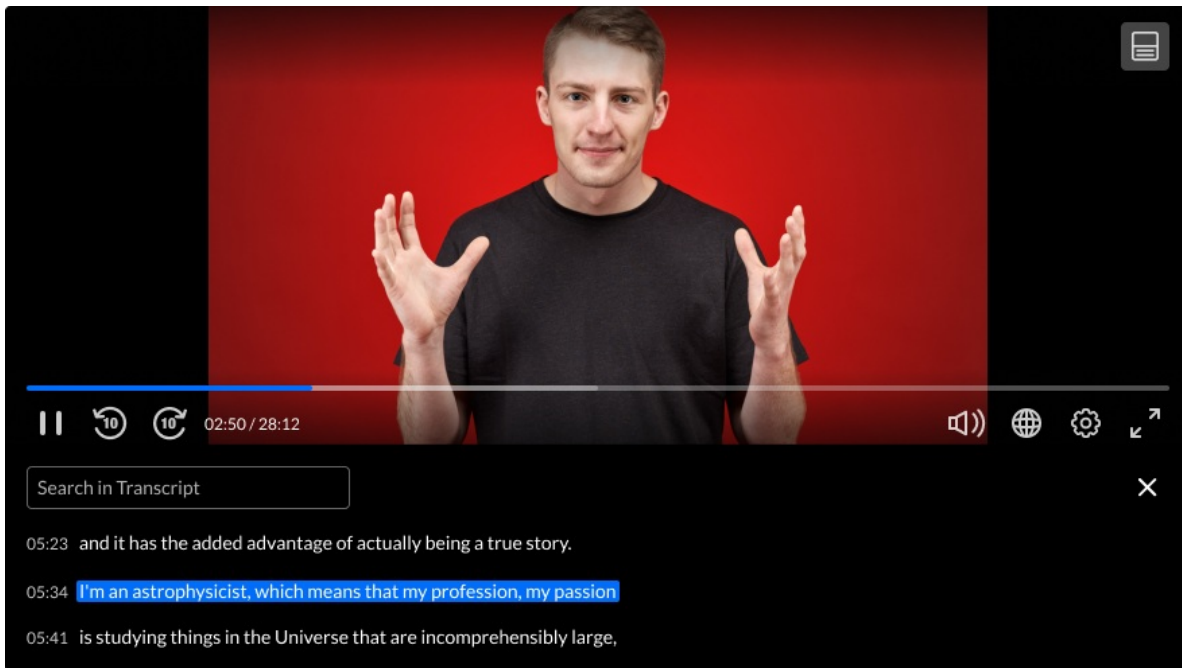 10
10
02:50 / 28:12
Search in Transcript
05:23 and it has the added advantage of actually being a true story.
05:34 I'm an astrophysicist, which means that my profession, my passion
05:41 is studying things in the Universe that are incomprehensibly large,